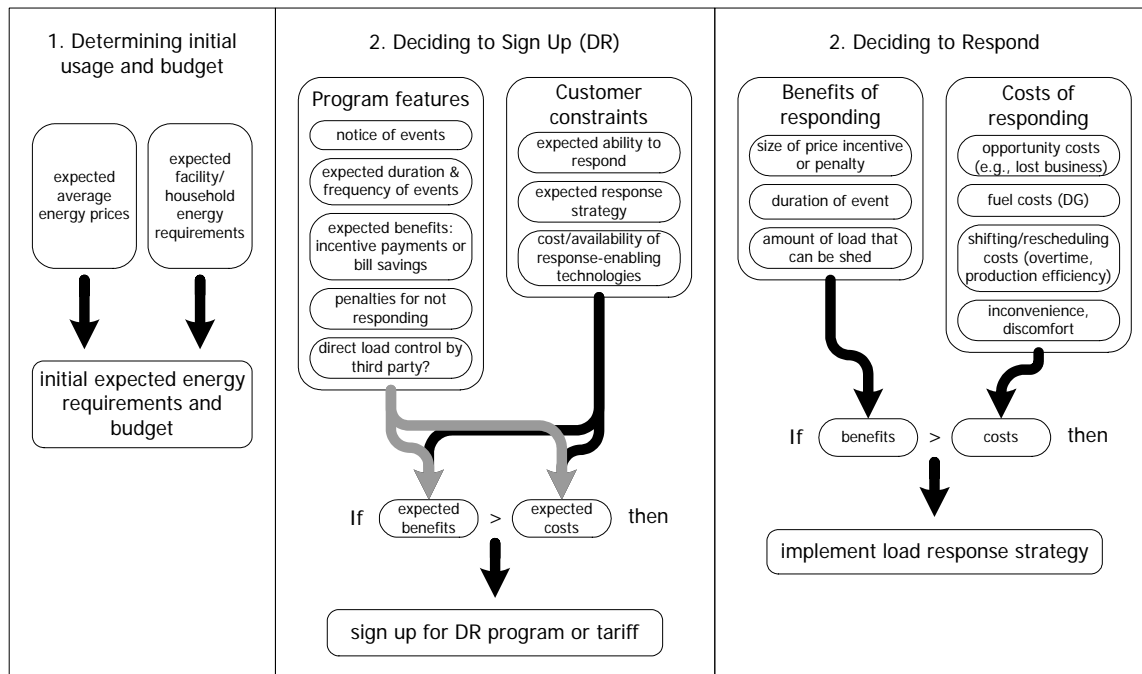 1. Determining initial
usage and budget
expected
average
energy prices
expected
facility/
household
energy
requirements
initial expected energy
requirements and
budget
2. Deciding to Sign Up (DR)
Program features
notice of events
expected duration &
frequency of events
expected benefits:
incentive payments or
bill savings
penalties for not
responding
direct load control by
third party?
Customer
constraints
expected ability to
respond
expected response
strategy
cost/availability of
response-enabling
technologies
If
expected
benefits
>
expected
costs
then
sign up for DR program or tariff
2. Deciding to Respond
Benefits of
responding
size of price incentive
or penalty
duration of event
amount of load that
can be shed
Costs of
responding
opportunity costs
(e.g., lost business)
fuel costs (DG)
shifting/rescheduling
costs (overtime,
production efficiency)
inconvenience,
discomfort
If
benefits
>
costs
then
implement load response strategy